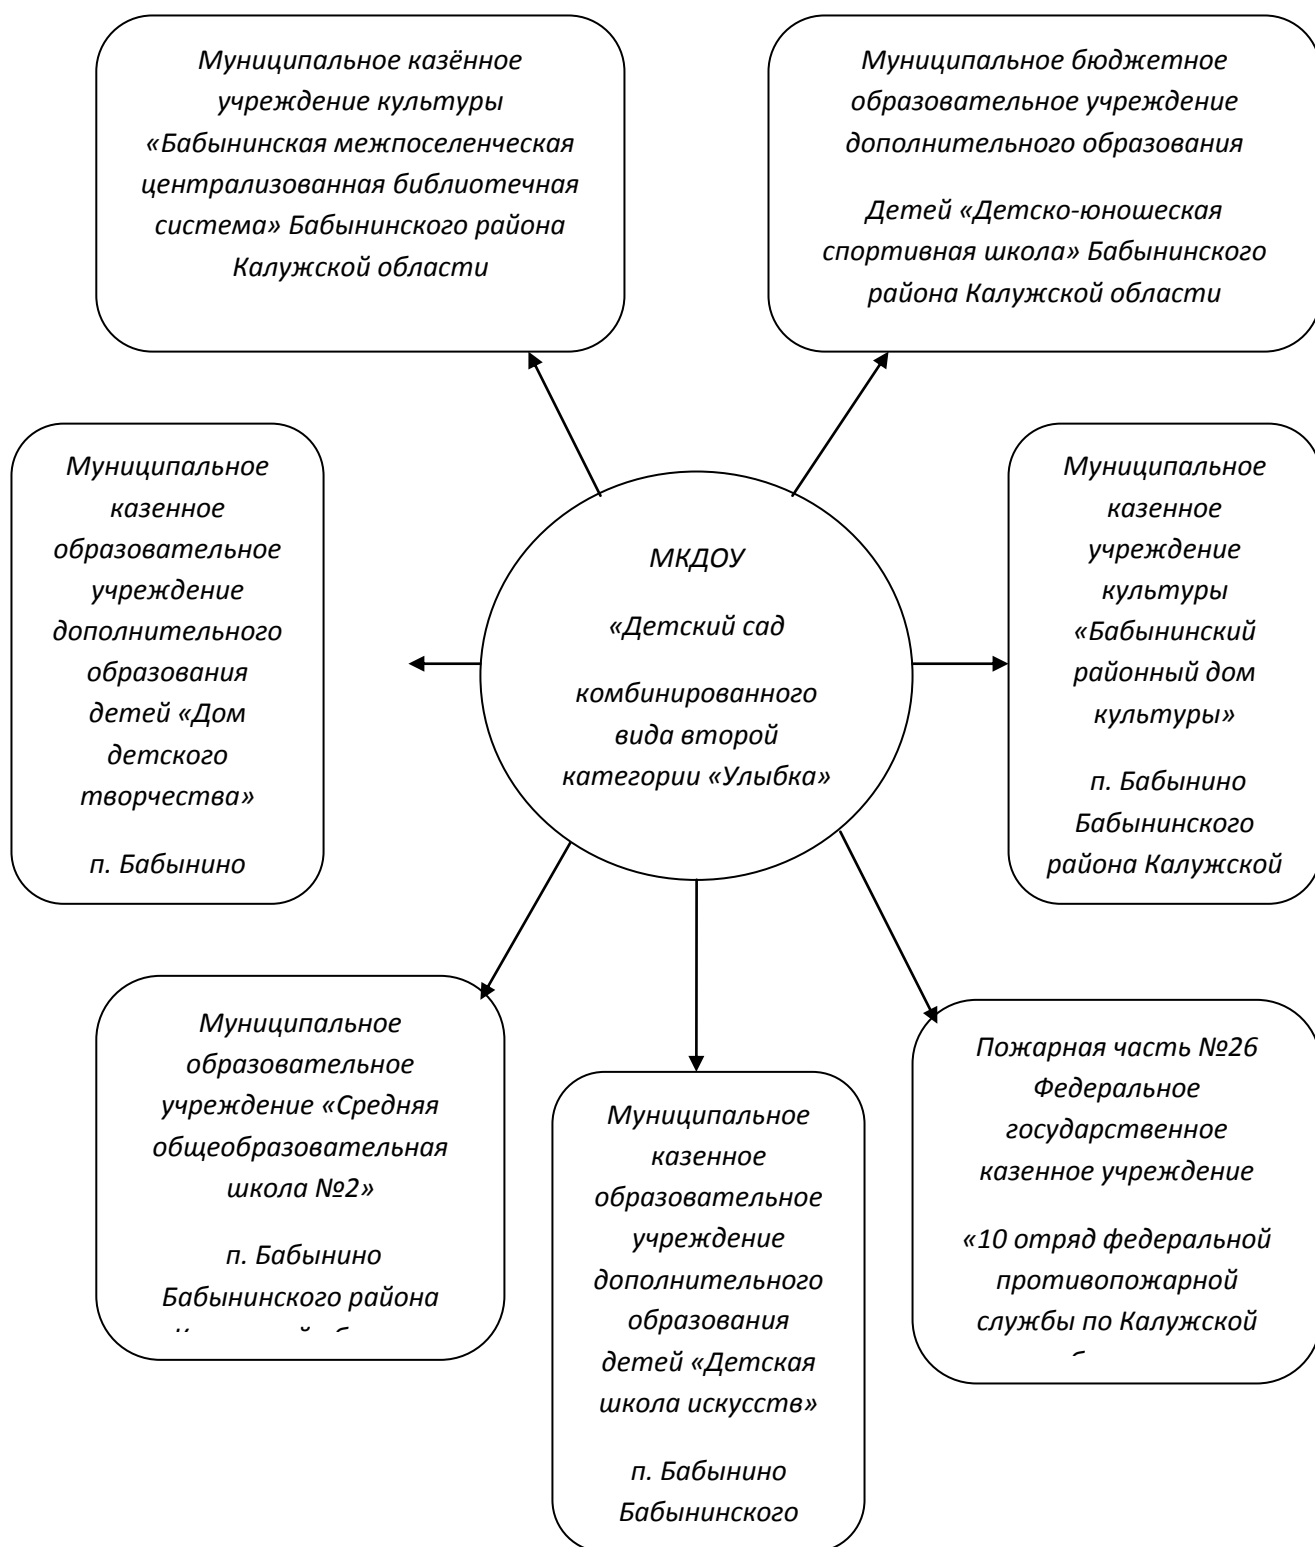 Муниципальное казённое
учреждение культуры
«Бабынинская межпоселенческая
централизованная библиотечная
система» Бабынинского района
Калужской области
Муниципальное бюджетное
образовательное учреждение
дополнительного образования
Детей «Детско-юношеская
спортивная школа» Бабынинского
района Калужской области
Муниципальное
казенное
образовательное
учреждение
дополнительного
образования
детей «Дом
детского
творчества»
п. Бабынино
МКДОУ
«Детский сад
комбинированного
вида второй
категории «Улыбка»
Муниципальное
казенное
учреждение
культуры
«Бабынинский
районный дом
культуры»
п. Бабынино
Бабынинского
района Калужской
Муниципальное
образовательное
учреждение «Средняя
общеобразовательная
школа №2»
п. Бабынино
Бабынинского района
Муниципальное
казенное
образовательное
учреждение
дополнительного
образования
детей «Детская
школа искусств»
п. Бабынино
Бабынинского
Пожарная часть №26
Федеральное
государственное
казенное учреждение
«10 отряд федеральной
противопожарной
службы по Калужской